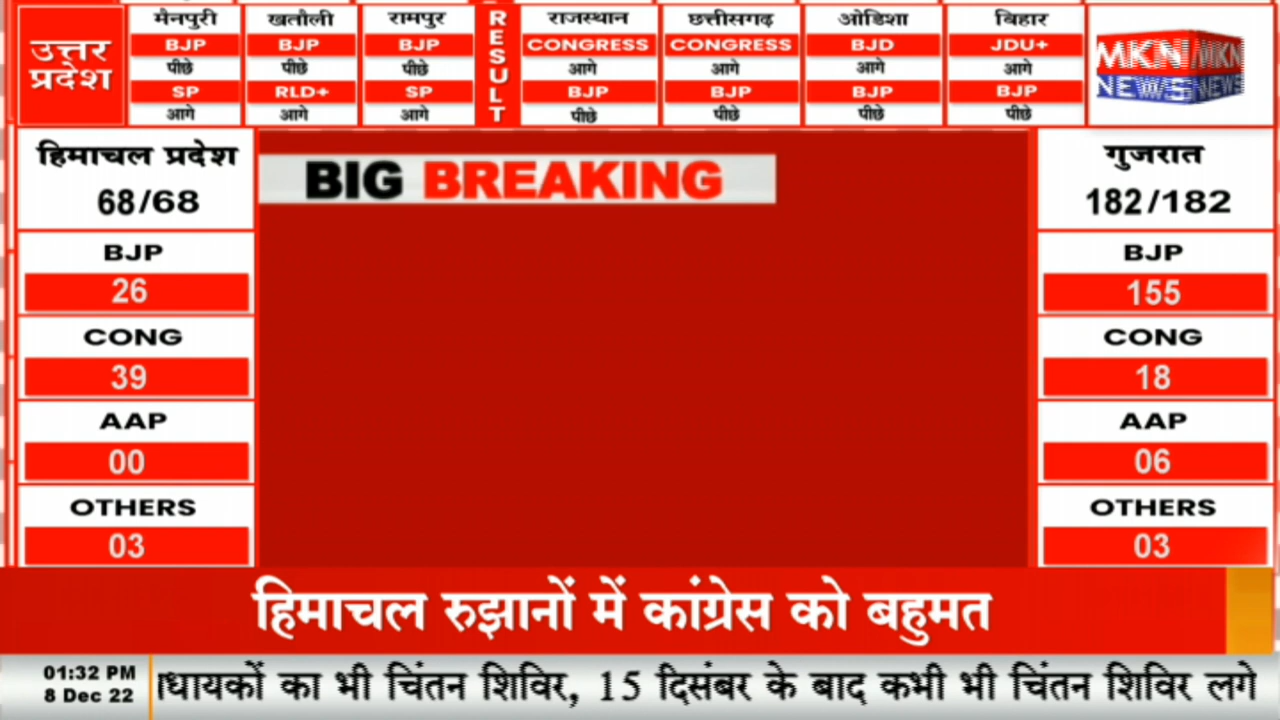 उत्तर
प्रदेश
मैनपुरी
BJP
पीछे
SP
आगे
खतौली
BJP
पीछे
RLD+
आगे
रामपुर
BJP
पीछे
SP
आगे
RESULT
राजस्थान
CONGRESS
आगे
BJP
पीछे
छत्तीसगढ़
CONGRESS
आगे
BJP
पीछे
ओडिशा
BJD
आगे
BJP
पीछे
बिहार
JDU+
आगे
BJP
पीछे
MKN MKN
NEWS NEWS
हिमाचल प्रदेश
68/68
BJP
26
CONG
39
AAP
00
OTHERS
03
BIG BREAKING
गुजरात
182/182
BJP
155
CONG
18
AAP
06
OTHERS
03
हिमाचल रुझानों में कांग्रेस को बहुमत
01:32 PM
8 Dec 22
का भी चिंतन शिविर, 15 दिसंबर के बाद कभी भी चिंतन शिविर लगे